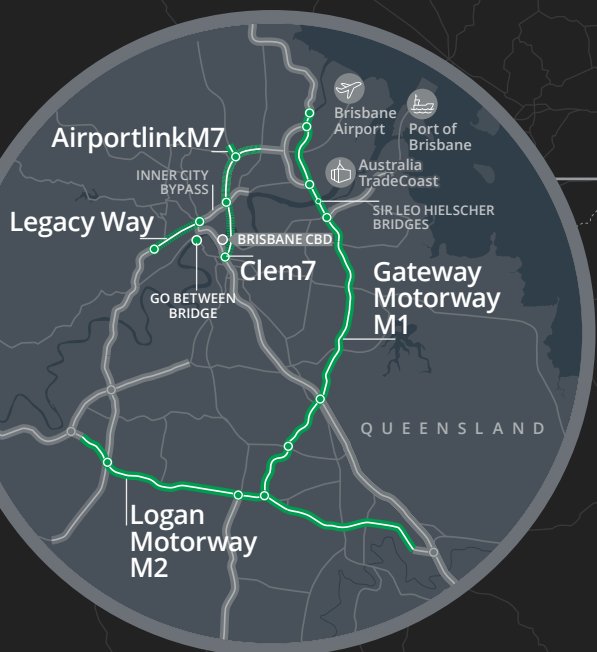 Brisbane
Airport
Port of
Brisbane
AirportlinkM7
Australia
TradeCoast
INNER CITY
BYPASS
SIR LEO HIELSCHER
BRIDGES
Legacy Way
BRISBANE CBD
Clem7
Gateway
Motorway
M1
GO BETWEEN
BRIDGE
QUEENSLAND
Logan
Motorway
M2